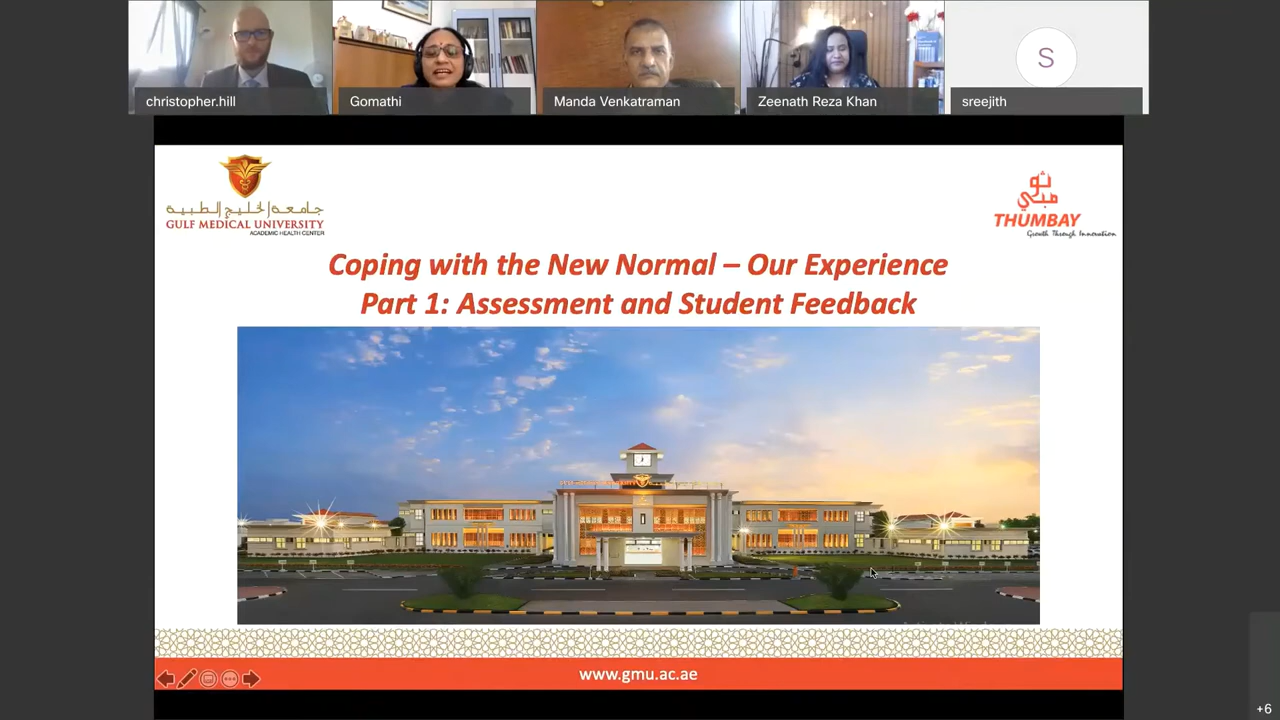 christopher.hill
Gomathi
Manda Venkatraman
Zeenath Reza Khan
S
sreejith
جامعة الخليج الطبية
GULF MEDICAL UNIVERSITY
ACADEMIC HEALTH CENTER
ثومبي
THUMBAY
Growth Through Innovation
Coping with the New Normal – Our Experience
Part 1: Assessment and Student Feedback
www.gmu.ac.ae
+6